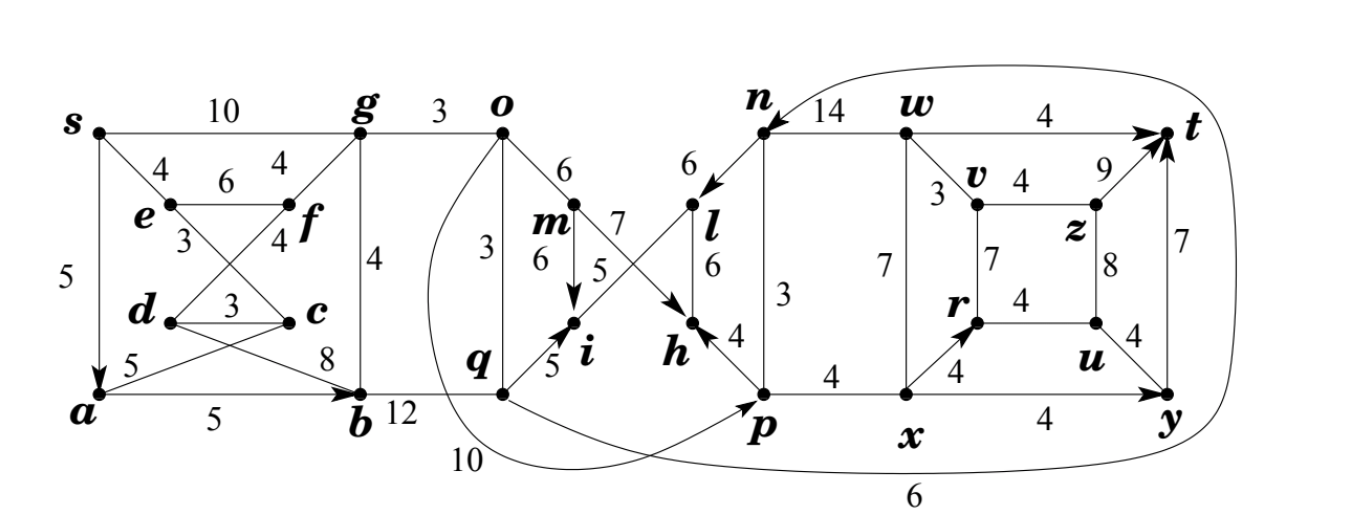 10 3 o n 14 w 4 t
s g
4 6 4 6 6 v 4 9
e f m 7 l 3 z
3 4
5 4 3 6 5 6 3 7 7 8 7
d 3 c r 4
5 8 q 5 i h 4 4 u 4
a 5 b 12 p 4 x 4 y
10 6